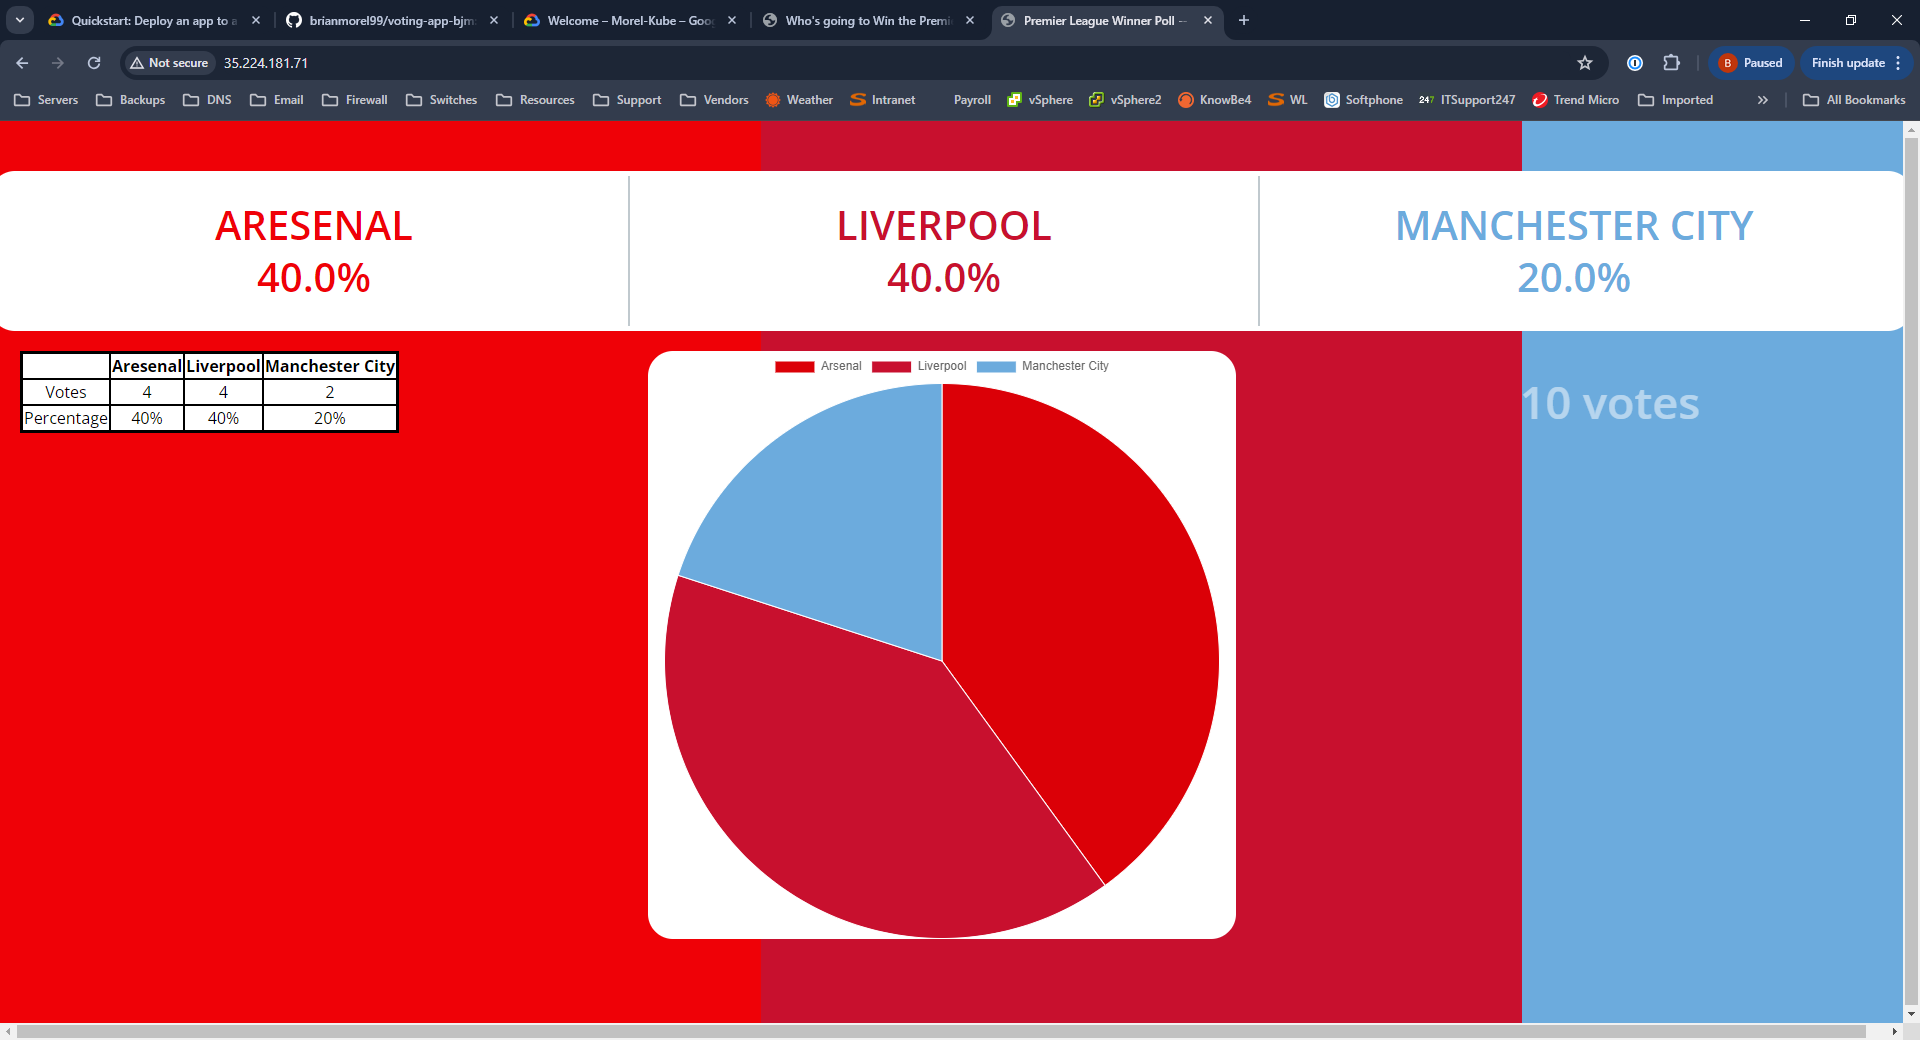 Quickstart: Deploy an app to a
brianmorel99/voting-app-bjm
Welcome – Morel-Kube – Goo
Who's going to Win the Premi
Premier League Winner Poll --
Not secure 35.224.181.71
B Paused
Finish update
Servers Backups DNS Email Firewall Switches Resources Support Vendors Weather Intranet Payroll vSphere vSphere2 KnowBe4 WL Softphone 247 ITSupport247 Trend Micro Imported » All Bookmarks
ARESENAL
40.0%
LIVERPOOL
40.0%
MANCHESTER CITY
20.0%
Aresenal Liverpool Manchester City
Votes 4 4 2
Percentage 40% 40% 20%
Arsenal Liverpool Manchester City
10 votes